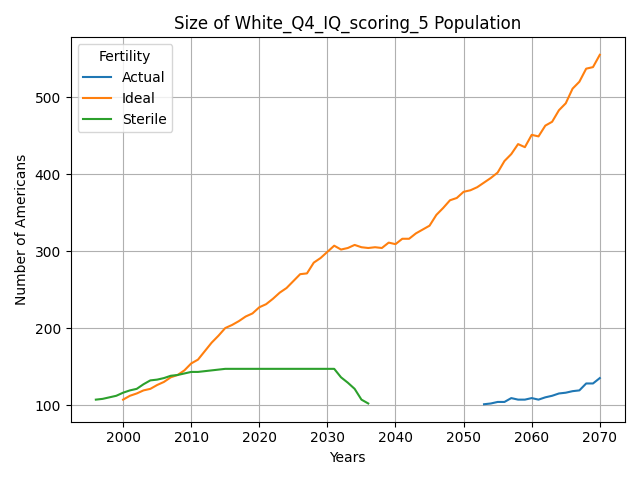 Size of White_Q4_IQ_scoring_5 Population
Fertility
Actual
Ideal
Sterile
Number of Americans
500
400
300
200
100
2000 2010 2020 2030 2040 2050 2060 2070
Years